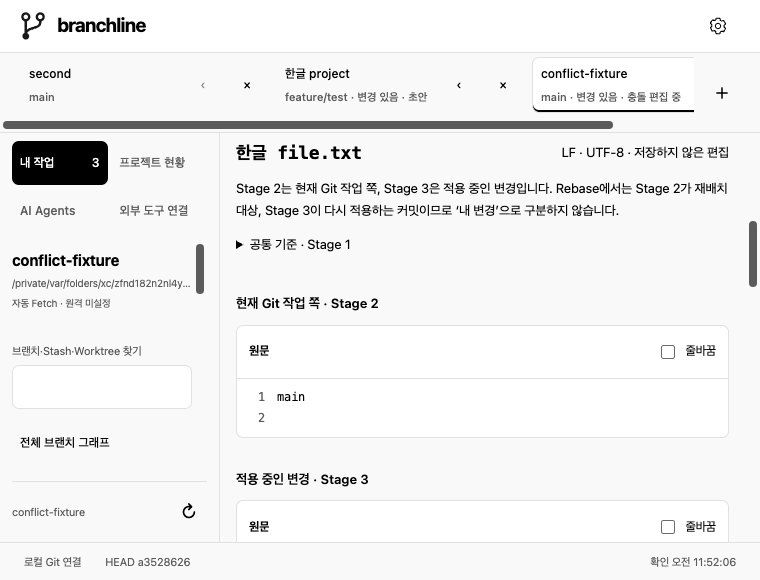 branchline
second
main
한글 project
feature/test · 변경 있음 · 초안
conflict-fixture
main · 변경 있음 · 충돌 편집 중
내 작업 3
프로젝트 현황
AI Agents
외부 도구 연결
conflict-fixture
/private/var/folders/xc/zfnd182n2nl4y...
자동 Fetch · 원격 미설정
브랜치·Stash·Worktree 찾기
전체 브랜치 그래프
conflict-fixture
한글 file.txt
LF · UTF-8 · 저장하지 않은 편집
Stage 2는 현재 Git 작업 쪽, Stage 3은 적용 중인 변경입니다. Rebase에서는 Stage 2가 재배치
대상, Stage 3이 다시 적용하는 커밋이므로 ‘내 변경’으로 구분하지 않습니다.
▶ 공통 기준 · Stage 1
현재 Git 작업 쪽 · Stage 2
원문
줄바꿈
1 main
2
적용 중인 변경 · Stage 3
원문
줄바꿈
로컬 Git 연결
HEAD a3528626
확인 오전 11:52:06